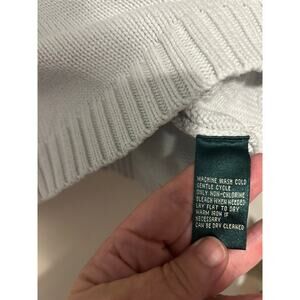 MACHINE WASH COLD
GENTLE CYCLE
ONLY NON-CHLORINE
BLEACH WHEN NEEDED
LAY FLAT TO DRY
WARM IRON IF
NECESSARY
CAN BE DRY CLEANED